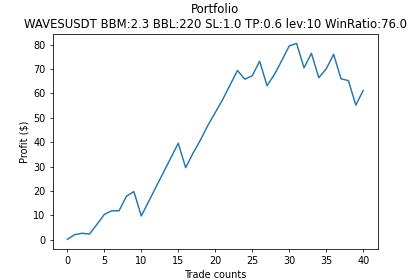 Portfolio
WAVESUSDT BBM:2.3 BBL:220 SL:1.0 TP:0.6 lev:10 WinRatio:76.0
80
70
60
50
40
30
20
10
0
Profit ($)
0 5 10 15 20 25 30 35 40
Trade counts